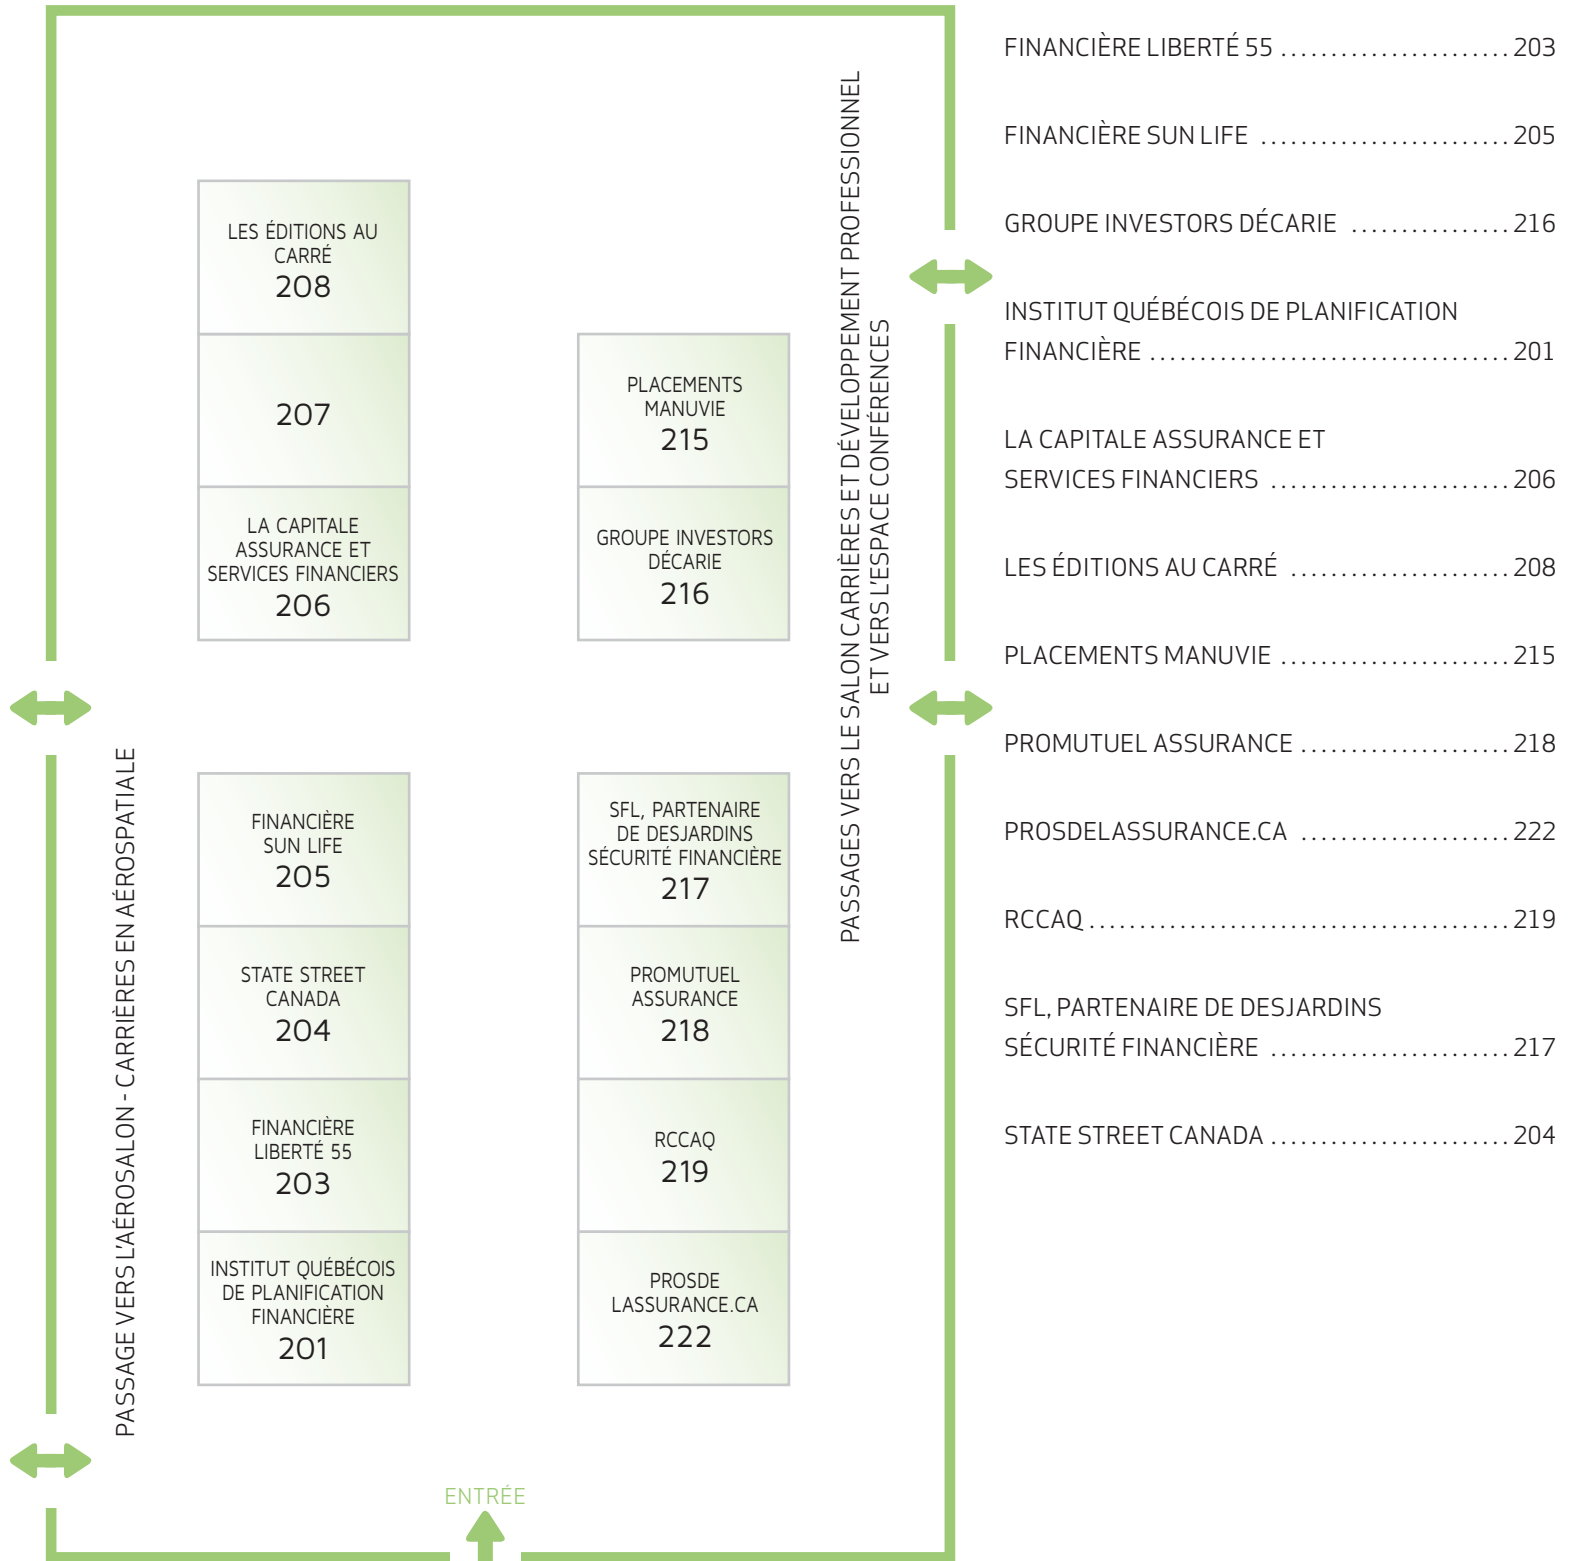 LES ÉDITIONS AU
CARRÉ
208
207
LA CAPITALE
ASSURANCE ET
SERVICES FINANCIERS
206
PLACEMENTS
MANUVIE
215
GROUPE INVESTORS
DÉCARIE
216
FINANCIÈRE
SUN LIFE
205
STATE STREET
CANADA
204
FINANCIÈRE
LIBERTÉ 55
203
INSTITUT QUÉBÉCOIS
DE PLANIFICATION
FINANCIÈRE
201
SFL, PARTENAIRE
DE DESJARDINS
SÉCURITÉ FINANCIÈRE
217
PROMUTUEL
ASSURANCE
218
RCCAQ
219
PROSDE
LASSURANCE.CA
222
PASSAGE VERS L'AÉROSALON - CARRIÈRES EN AÉROSPATIALE
PASSAGES VERS LE SALON CARRIÈRES ET DÉVELOPPEMENT PROFESSIONNEL
ET VERS L'ESPACE CONFÉRENCES
ENTRÉE
FINANCIÈRE LIBERTÉ 55 ....................... 203
FINANCIÈRE SUN LIFE ......................... 205
GROUPE INVESTORS DÉCARIE ................ 216
INSTITUT QUÉBÉCOIS DE PLANIFICATION
FINANCIÈRE .................................... 201
LA CAPITALE ASSURANCE ET
SERVICES FINANCIERS ........................ 206
LES ÉDITIONS AU CARRÉ ...................... 208
PLACEMENTS MANUVIE ....................... 215
PROMUTUEL ASSURANCE ..................... 218
PROSDELASSURANCE.CA ..................... 222
RCCAQ .......................................... 219
SFL, PARTENAIRE DE DESJARDINS
SÉCURITÉ FINANCIÈRE ........................ 217
STATE STREET CANADA ........................ 204